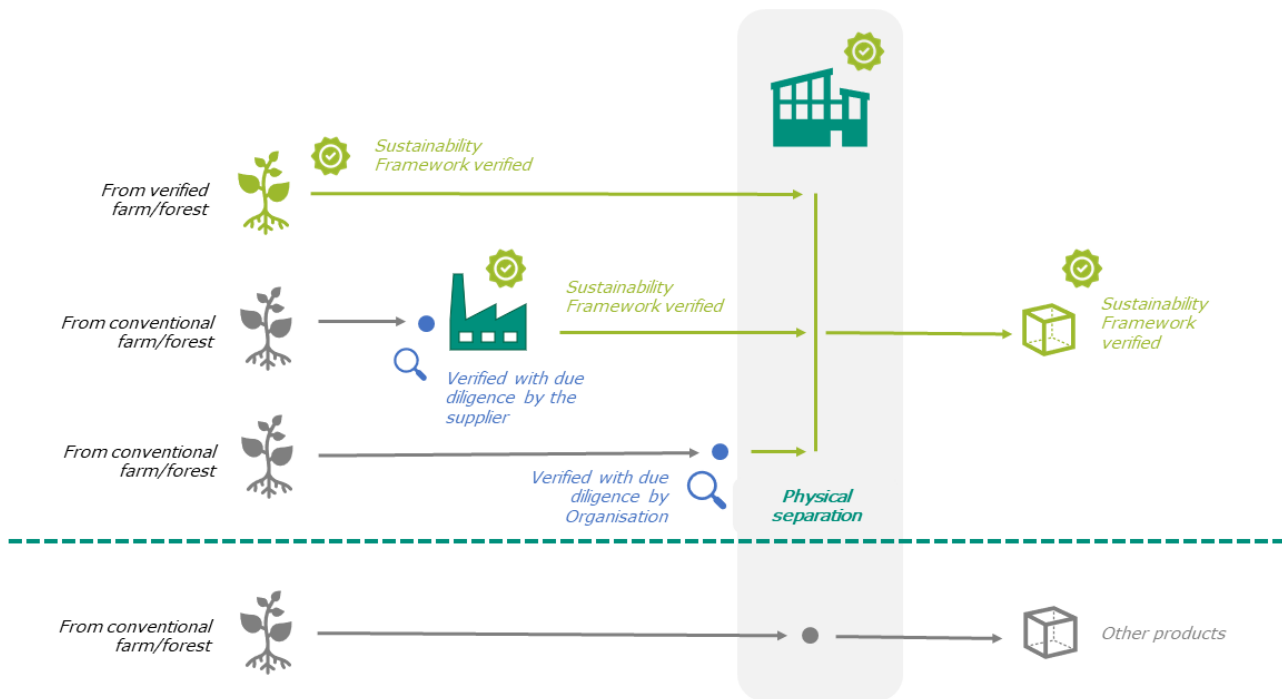 Sustainability
Framework verified
From verified
farm/forest
Sustainability
Framework verified
From conventional
farm/forest
Sustainability
Framework
verified
Verified with due
diligence by the
supplier
From conventional
farm/forest
Verified with due
diligence by
Organisation
Physical
separation
From conventional
farm/forest
Other products